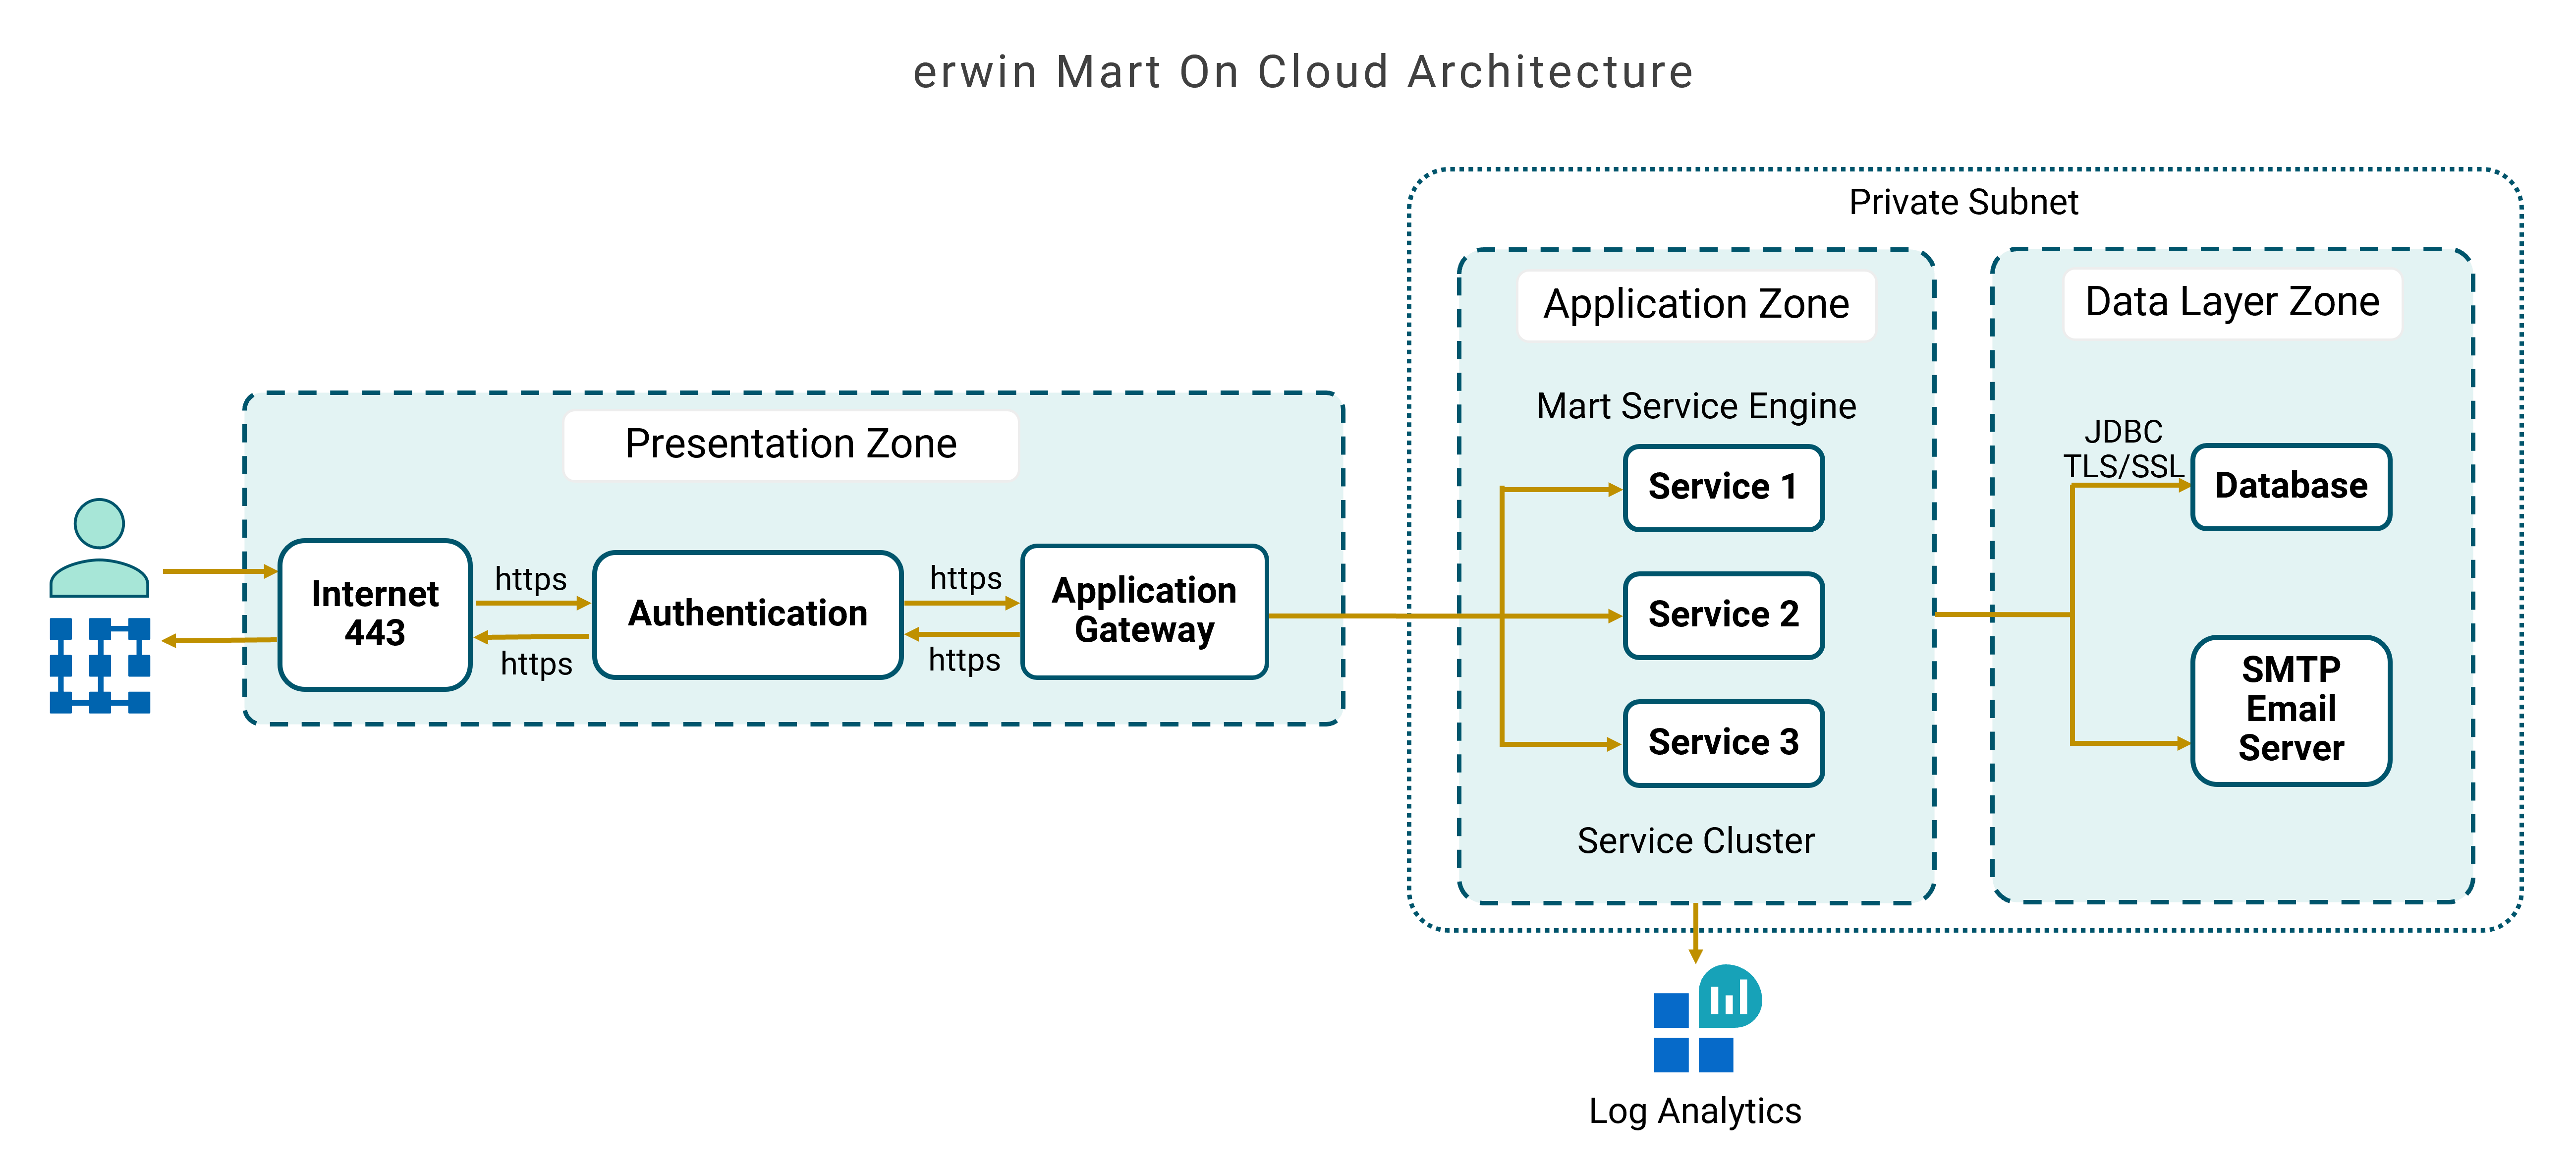 erwin Mart On Cloud Architecture
Private Subnet
Presentation Zone
Internet
443
https
https
Authentication
https
https
Application
Gateway
Application Zone
Mart Service Engine
Service 1
Service 2
Service 3
Service Cluster
Data Layer Zone
JDBC
TLS/SSL
Database
SMTP
Email
Server
Log Analytics